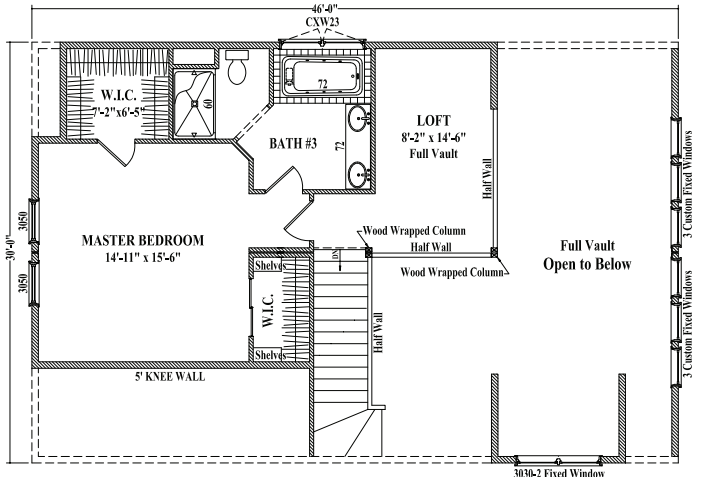 46'-0"
CXW23
72
W.I.C.
7'-2"x6'-5"
60
LOFT
8'-2" x 14'-6"
Full Vault
BATH #3
72
Half Wall
3 Custom Fixed Windows
3050
30'-0"
MASTER BEDROOM
14'-11" x 15'-6"
Wood Wrapped Column
Half Wall
Full Vault
Open to Below
DN
Shelves
Wood Wrapped Column
3050
W.I.C.
Half Wall
3 Custom Fixed Windows
Shelves
5' KNEE WALL
3030-2 Fixed Window